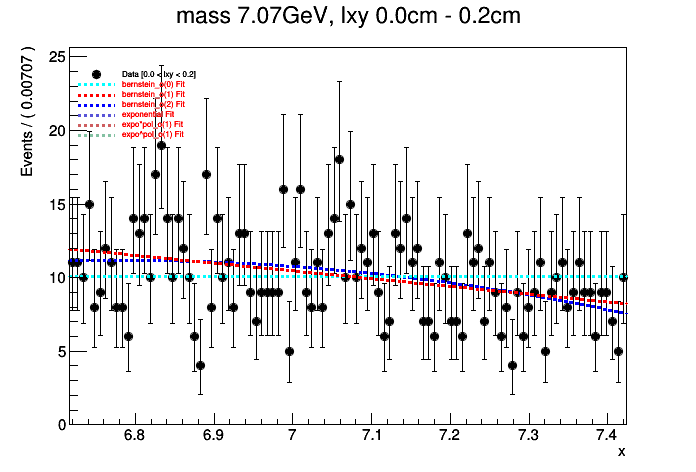 mass 7.07GeV, lxy 0.0cm - 0.2cm
Events / ( 0.00707 )
25
20
15
10
5
0
Data [0.0 < lxy < 0.2]
bernstein_o(0) Fit
bernstein_o(1) Fit
bernstein_o(2) Fit
exponential Fit
expo*pol_o(1) Fit
expo^pol_o(1) Fit
6.8 6.9 7 7.1 7.2 7.3 7.4
x